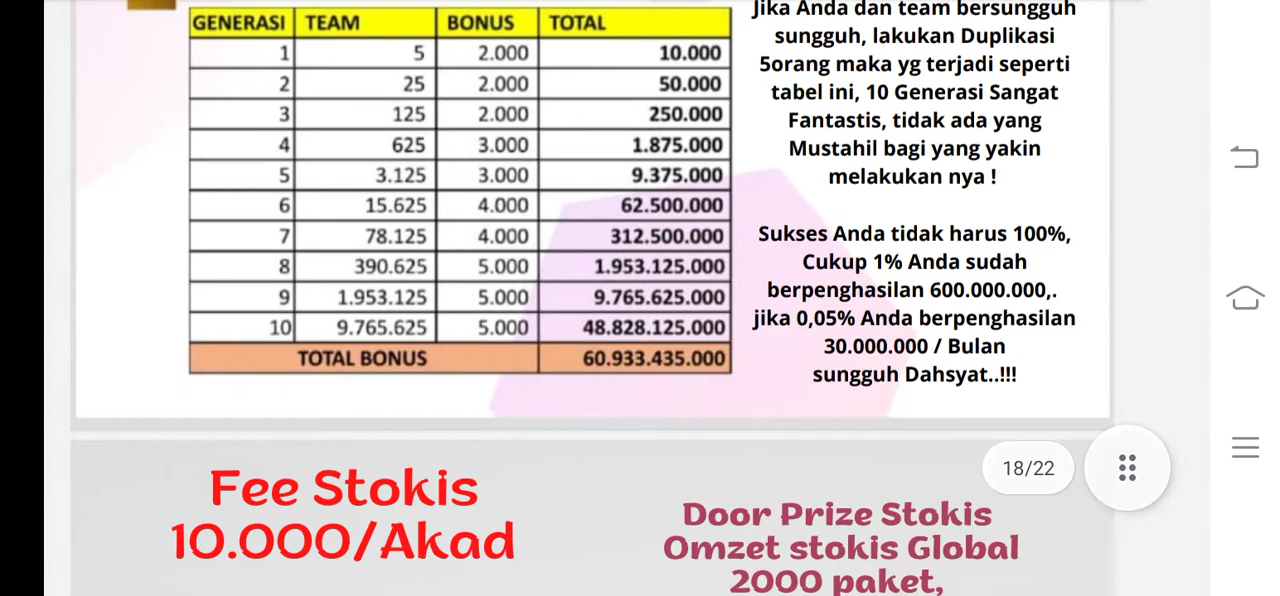 GENERASI TEAM BONUS TOTAL
1 5 2.000 10.000
2 25 2.000 50.000
3 125 2.000 250.000
4 625 3.000 1.875.000
5 3.125 3.000 9.375.000
6 15.625 4.000 62.500.000
7 78.125 4.000 312.500.000
8 390.625 5.000 1.953.125.000
9 1.953.125 5.000 9.765.625.000
10 9.765.625 5.000 48.828.125.000
TOTAL BONUS 60.933.435.000
Jika Anda dan team bersungguh
sungguh, lakukan Duplikasi
5orang maka yg terjadi seperti
tabel ini, 10 Generasi Sangat
Fantastis, tidak ada yang
Mustahil bagi yang yakin
melakukan nya !
Sukses Anda tidak harus 100%,
Cukup 1% Anda sudah
berpenghasilan 600.000.000,.
jika 0,05% Anda berpenghasilan
30.000.000 / Bulan
sungguh Dahsyat..!!!
18/22
Fee Stokis
10.000/Akad
Door Prize Stokis
Omzet stokis Global
2000 paket,